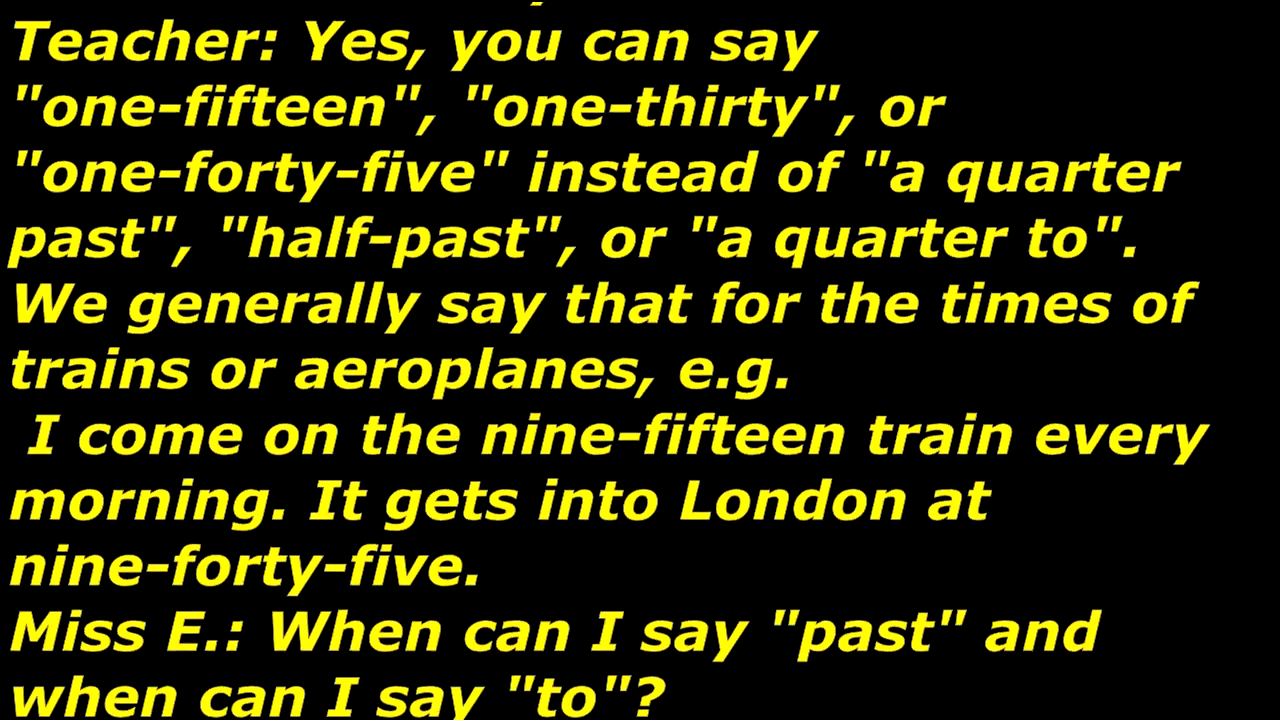 Teacher: Yes, you can say
"one-fifteen", "one-thirty", or
"one-forty-five" instead of "a quarter
past", "half-past", or "a quarter to".
We generally say that for the times of
trains or aeroplanes, e.g.
I come on the nine-fifteen train every
morning. It gets into London at
nine-forty-five.
Miss E.: When can I say "past" and
when can I say "to"?